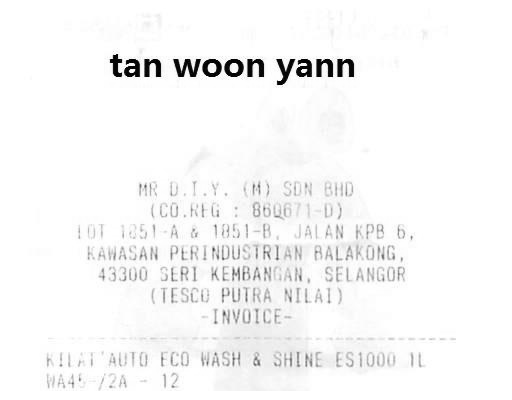 tan woon yann
MR D.I.Y. (M) SDN BHD
(CO.REG : 860671-D)
LOT 1851-A & 1851-B, JALAN KPB 6,
KAWASAN PERINDUSTRIAN BALAKONG,
43300 SERI KEMBANGAN, SELANGOR
(TESCO PUTRA NILAI)
-INVOICE-
KILAT'AUTO ECO WASH & SHINE ES1000 1L
WA45-/2A - 12